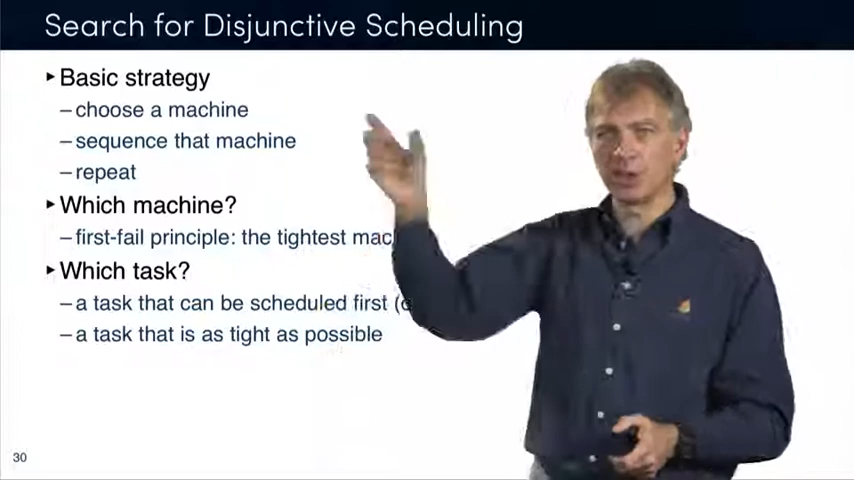 Search for Disjunctive Scheduling
▸Basic strategy
–choose a machine
–sequence that machine
–repeat
▸Which machine?
–first-fail principle: the tightest
▸Which task?
–a task that can be scheduled first
–a task that is as tight as possible
30